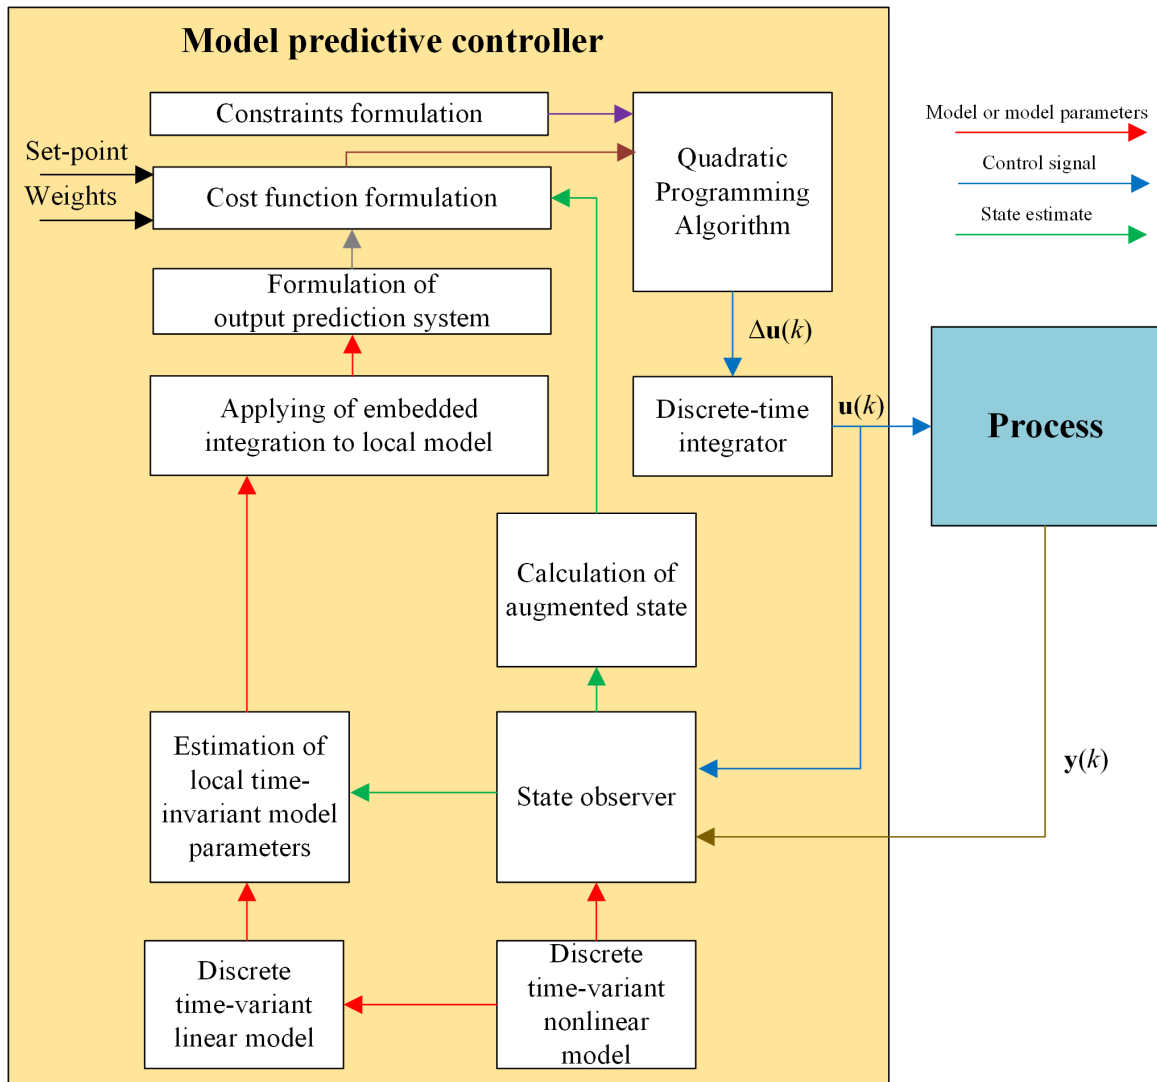 Model predictive controller
Constraints formulation
Set-point
Weights
Cost function formulation
Quadratic
Programming
Algorithm
Model or model parameters
Control signal
State estimate
Formulation of
output prediction system
Δu(k)
Applying of embedded
integration to local model
Discrete-time
integrator
u(k)
Process
Calculation of
augmented state
Estimation of
local time-
invariant model
parameters
State observer
y(k)
Discrete
time-variant
linear model
Discrete
time-variant
nonlinear
model